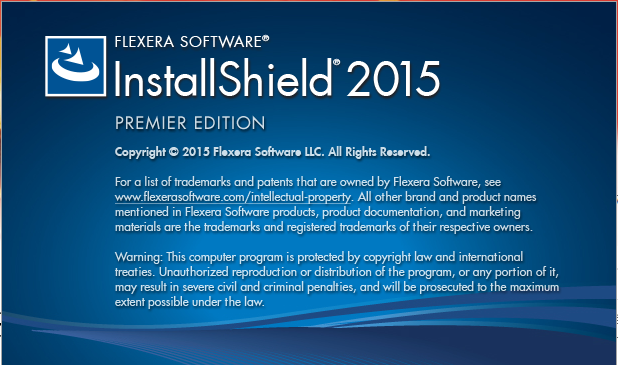 FLEXERA SOFTWARE®
InstallShield® 2015
PREMIER EDITION
Copyright © 2015 Flexera Software LLC. All Rights Reserved.
For a list of trademarks and patents that are owned by Flexera Software, see
www.flexerasoftware.com/intellectual-property. All other brand and product names
mentioned in Flexera Software products, product documentation, and marketing
materials are the trademarks and registered trademarks of their respective owners.
Warning: This computer program is protected by copyright law and international
treaties. Unauthorized reproduction or distribution of the program, or any portion of it,
may result in severe civil and criminal penalties, and will be prosecuted to the maximum
extent possible under the law.